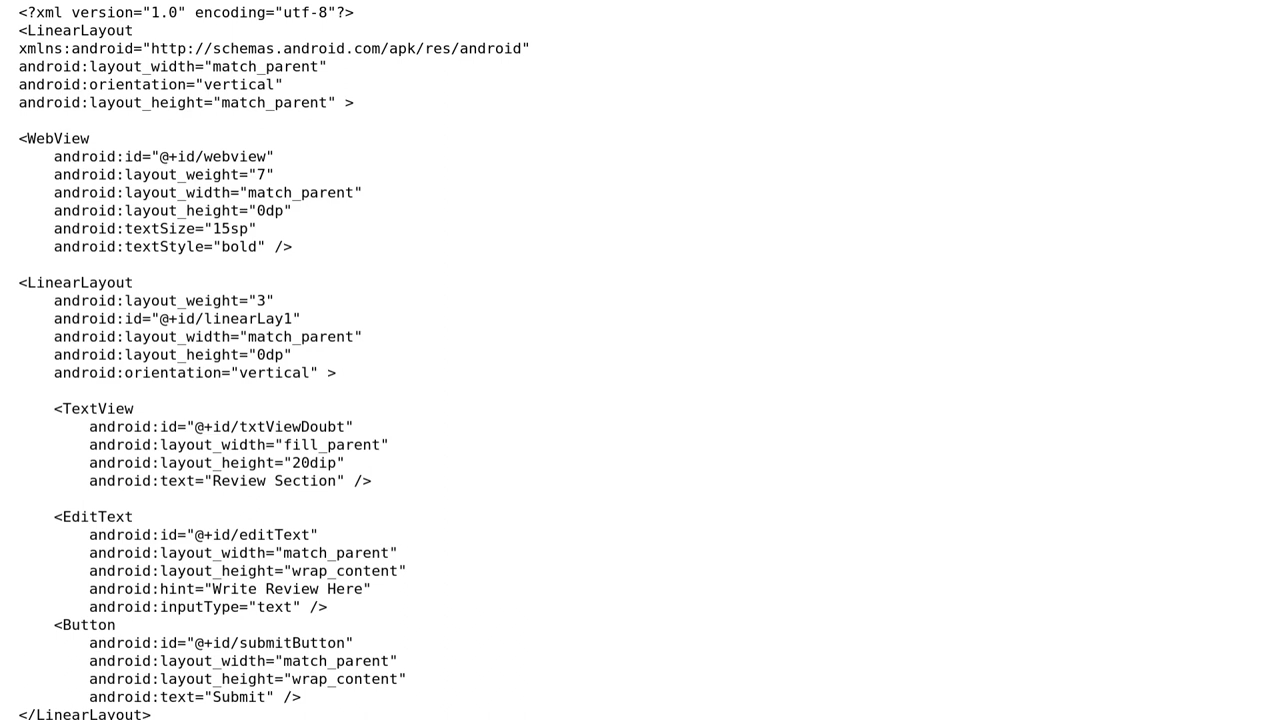 <?xml version="1.0" encoding="utf-8"?>
<LinearLayout
xmlns:android="http://schemas.android.com/apk/res/android"
android:layout_width="match_parent"
android:orientation="vertical"
android:layout_height="match_parent" >

<WebView
    android:id="@+id/webview"
    android:layout_weight="7"
    android:layout_width="match_parent"
    android:layout_height="0dp"
    android:textSize="15sp"
    android:textStyle="bold" />

<LinearLayout
    android:layout_weight="3"
    android:id="@+id/linearLay1"
    android:layout_width="match_parent"
    android:layout_height="0dp"
    android:orientation="vertical" >

    <TextView
        android:id="@+id/txtViewDoubt"
        android:layout_width="fill_parent"
        android:layout_height="20dip"
        android:text="Review Section" />

    <EditText
        android:id="@+id/editText"
        android:layout_width="match_parent"
        android:layout_height="wrap_content"
        android:hint="Write Review Here"
        android:inputType="text" />
    <Button
        android:id="@+id/submitButton"
        android:layout_width="match_parent"
        android:layout_height="wrap_content"
        android:text="Submit" />
</LinearLayout>